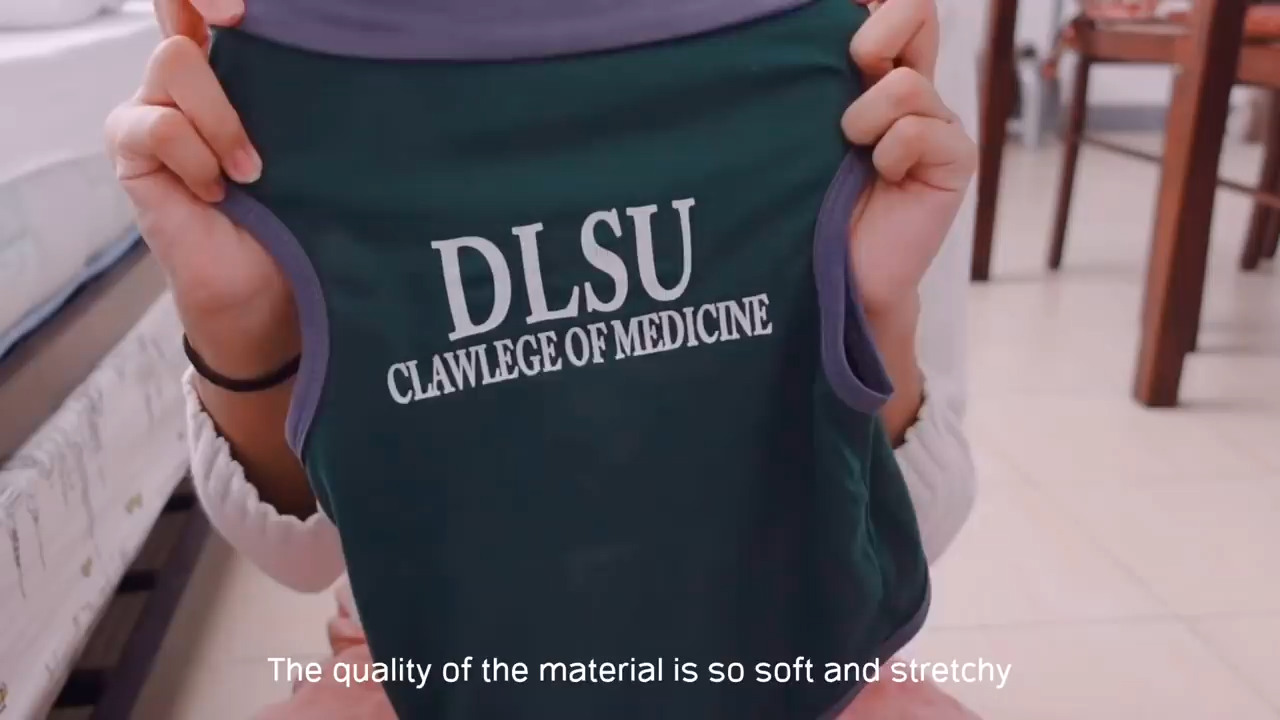 DLSU
CLAWLEGE OF MEDICINE
The quality of the material is so soft and stretchy